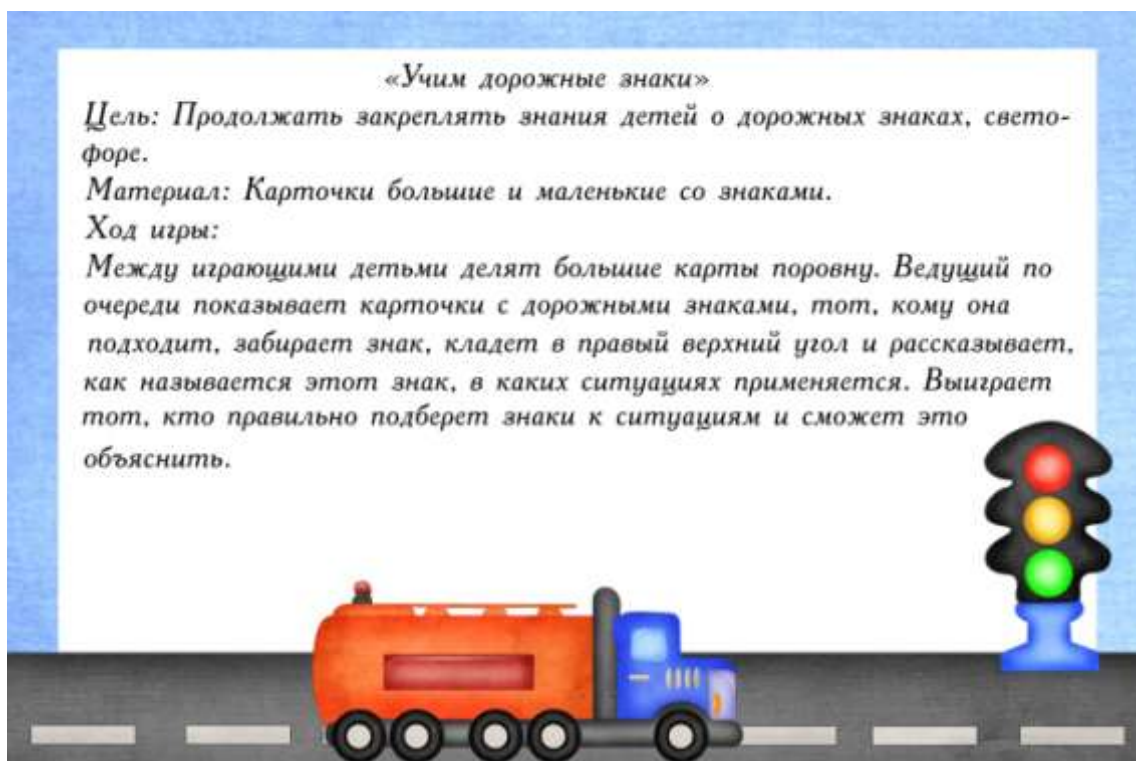 «Учим дорожные знаки»
Цель: Продолжать закреплять знания детей о дорожных знаках, свето-
форе.
Материал: Карточки большие и маленькие со знаками.
Ход игры:
Между играющими детьми делят большие карты поровну. Ведущий по
очереди показывает карточки с дорожными знаками, тот, кому она
подходит, забирает знак, кладет в правый верхний угол и рассказывает,
как называется этот знак, в каких ситуациях применяется. Выиграет
тот, кто правильно подберет знаки к ситуациям и сможет это
объяснить.